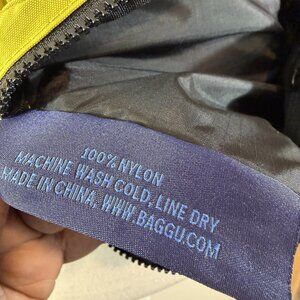 100% NYLON
MACHINE WASH COLD, LINE DRY
MADE IN CHINA, WWW.BAGGU.COM